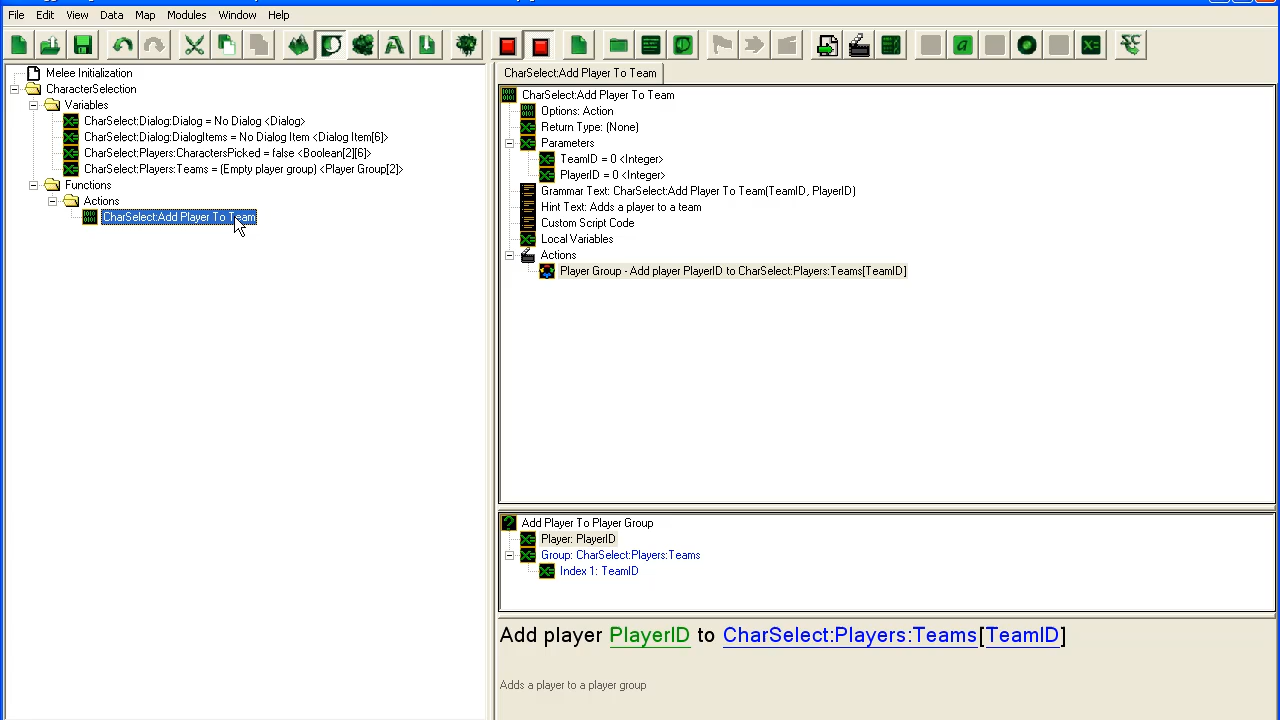 File Edit View Data Map Modules Window Help
Melee Initialization
CharacterSelection
Variables
CharSelect:Dialog:Dialog = No Dialog <Dialog>
CharSelect:Dialog:DialogItems = No Dialog Item <Dialog Item[6]>
CharSelect:Players:CharactersPicked = false <Boolean[2][6]>
CharSelect:Players:Teams = (Empty player group) <Player Group[2]>
Functions
Actions
CharSelect:Add Player To Team
CharSelect:Add Player To Team
CharSelect:Add Player To Team
Options: Action
Return Type: (None)
Parameters
TeamID = 0 <Integer>
PlayerID = 0 <Integer>
Grammar Text: CharSelect:Add Player To Team(TeamID, PlayerID)
Hint Text: Adds a player to a team
Custom Script Code
Local Variables
Actions
Player Group - Add player PlayerID to CharSelect:Players:Teams[TeamID]
Add Player To Player Group
Player: PlayerID
Group: CharSelect:Players:Teams
Index 1: TeamID
Add player PlayerID to CharSelect:Players:Teams[TeamID]
Adds a player to a player group